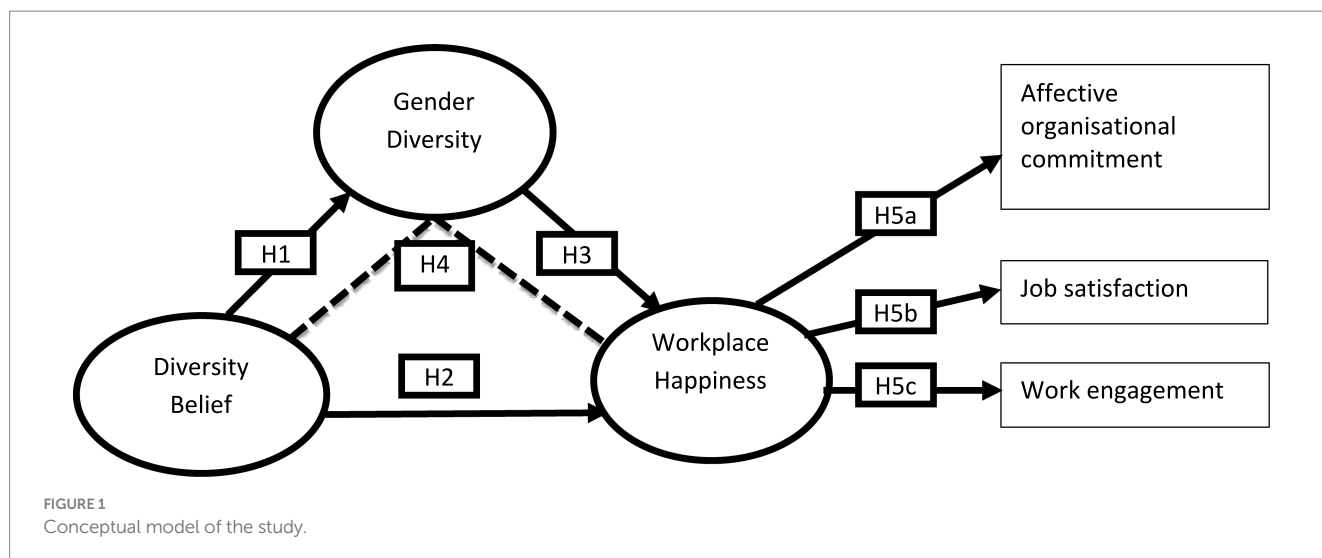 Gender
Diversity
Affective
organisational
commitment
H5a
H1
H4
H3
Job satisfaction
H5b
Workplace
Happiness
Diversity
Belief
H2
H5c
Work engagement
FIGURE 1
Conceptual model of the study.